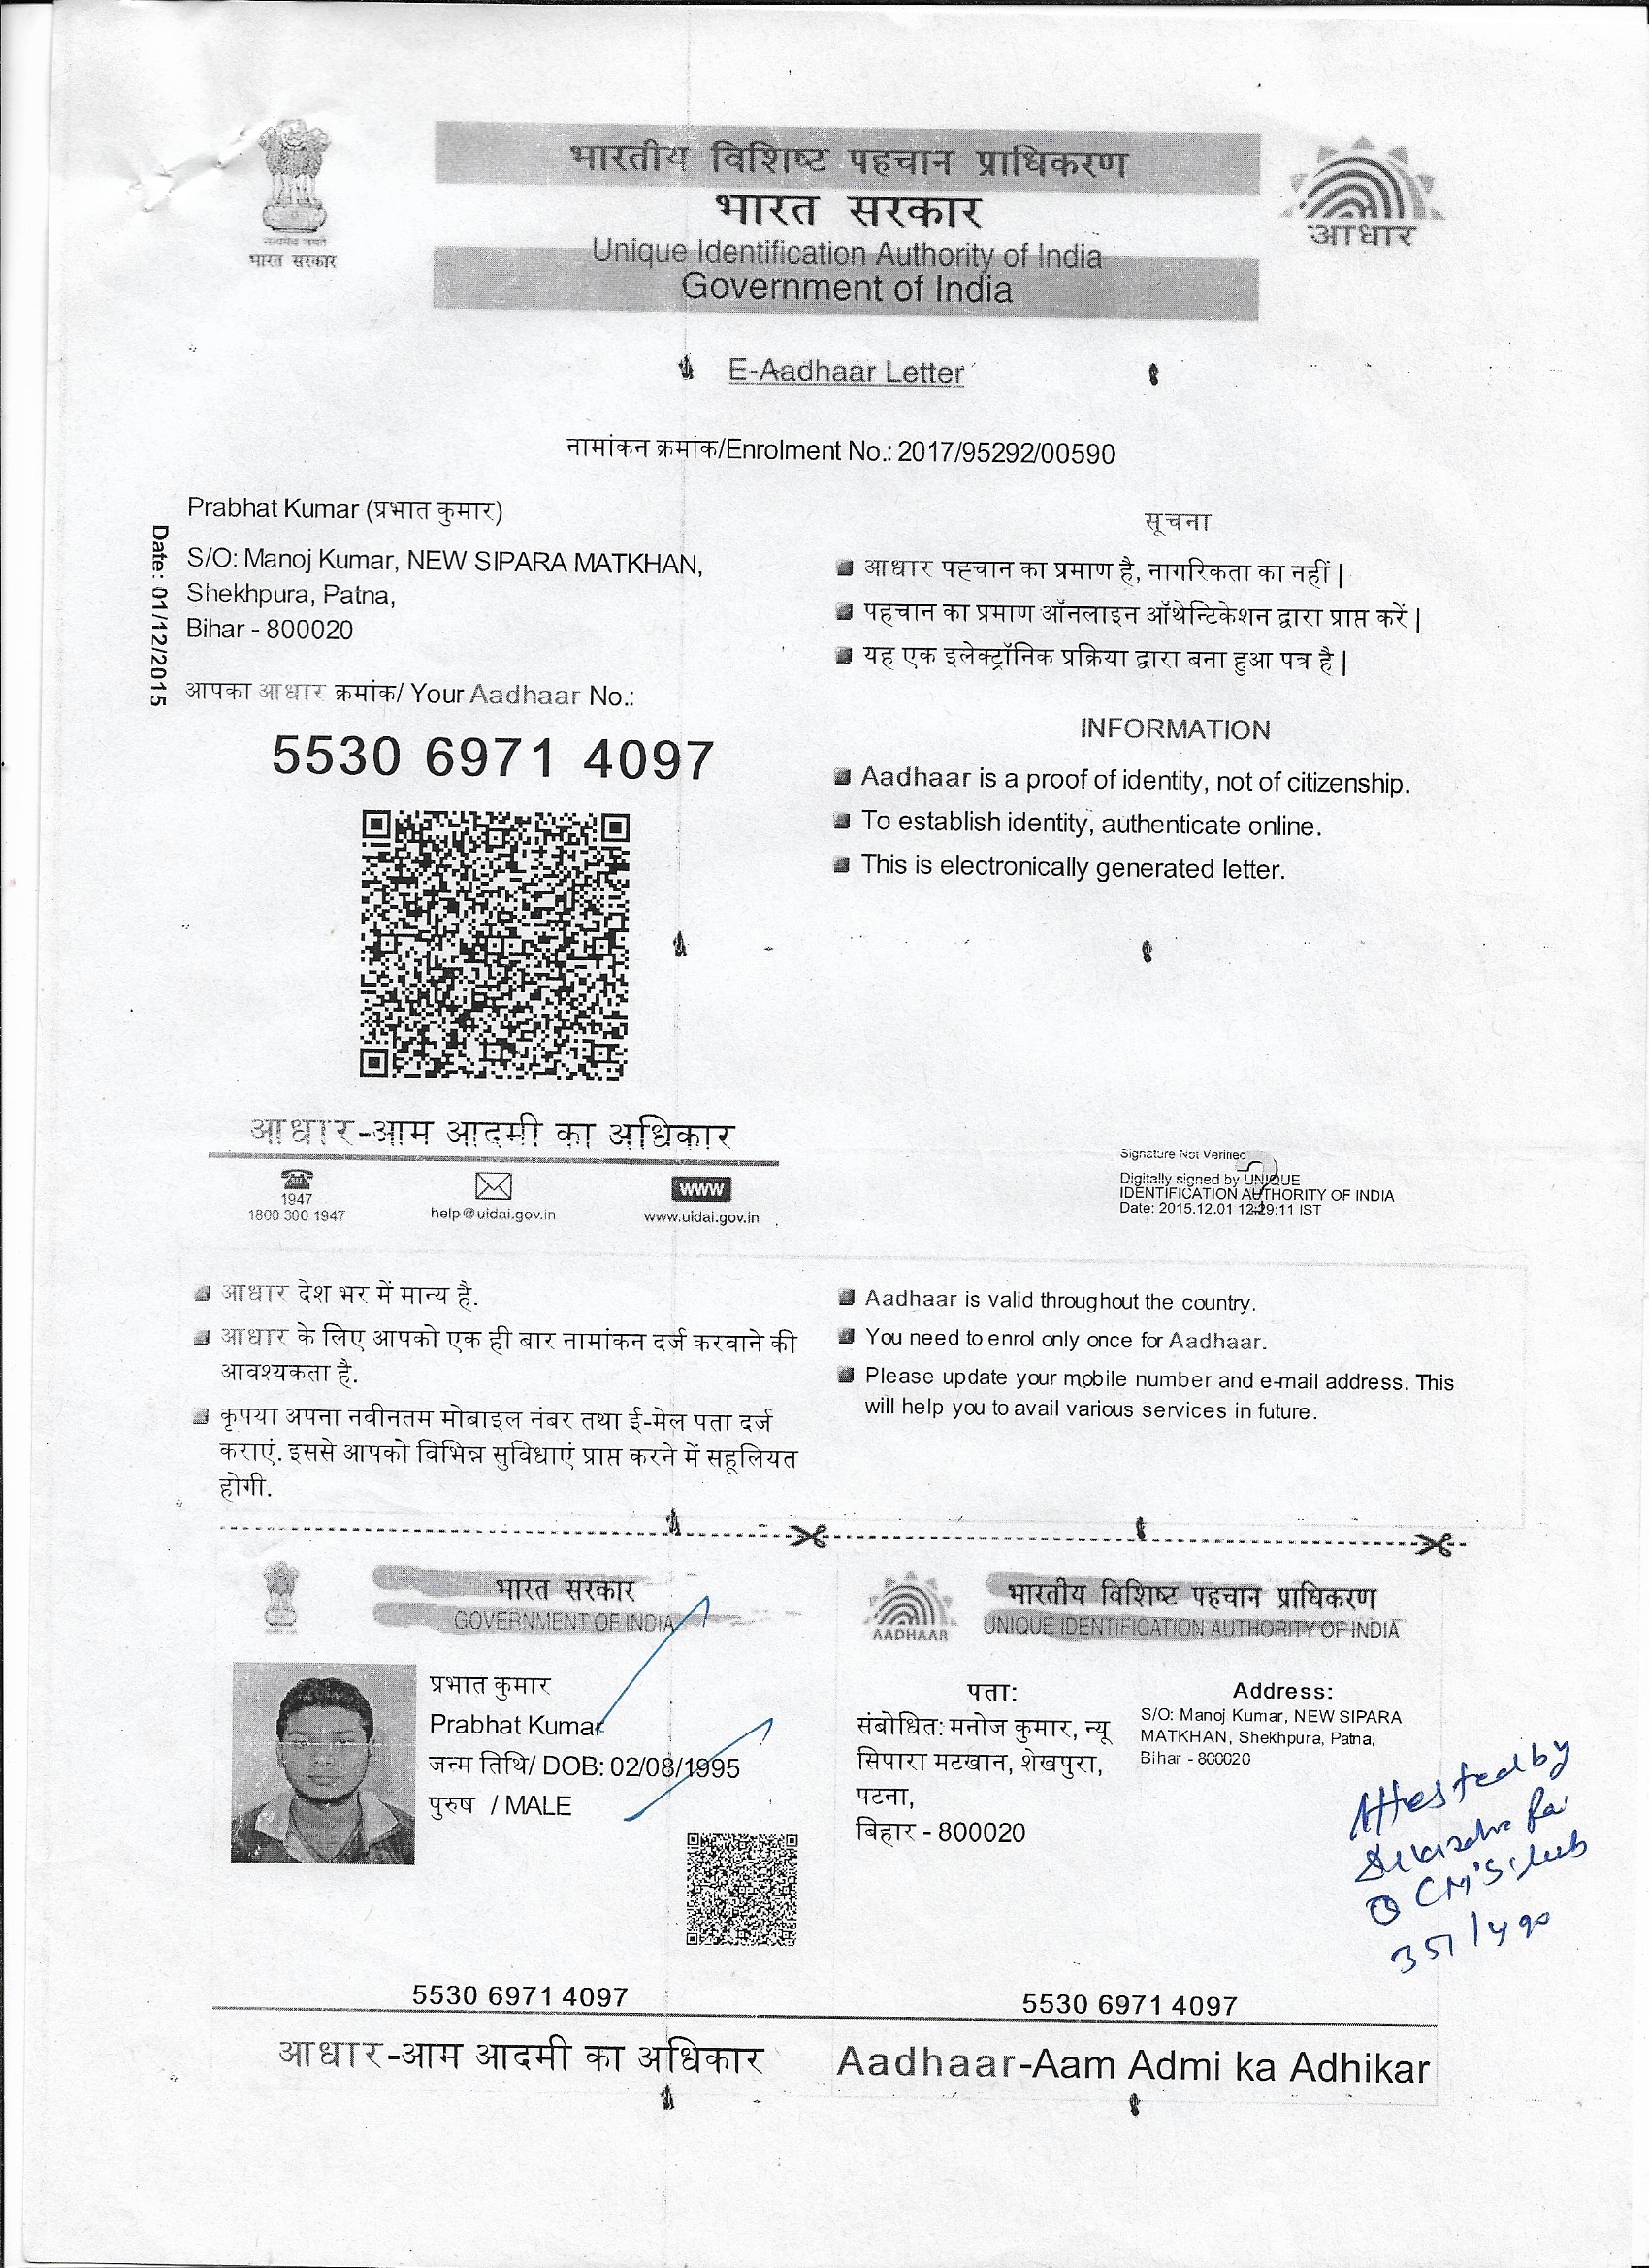 भारतीय विशिष्ट पहचान प्राधिकरण
भारत सरकार
Unique Identification Authority of India
Government of India
सत्यमेव जयते
भारत सरकार
आधार
E-Aadhaar Letter
नामांकन क्रमांक/Enrolment No.: 2017/95292/00590
Date: 01/12/2015
Prabhat Kumar (प्रभात कुमार)
S/O: Manoj Kumar, NEW SIPARA MATKHAN,
Shekhpura, Patna,
Bihar - 800020
आपका आधार क्रमांक/ Your Aadhaar No.:
5530 6971 4097
सूचना
आधार पहचान का प्रमाण है, नागरिकता का नहीं |
पहचान का प्रमाण ऑनलाइन ऑथेन्टिकेशन द्वारा प्राप्त करें |
यह एक इलेक्ट्रॉनिक प्रक्रिया द्वारा बना हुआ पत्र है |
INFORMATION
Aadhaar is a proof of identity, not of citizenship.
To establish identity, authenticate online.
This is electronically generated letter.
आधार-आम आदमी का अधिकार
1947
1800 300 1947
help@uidai.gov.in
www
www.uidai.gov.in
Signature Not Verified
Digitally signed by UNIQUE
IDENTIFICATION AUTHORITY OF INDIA
Date: 2015.12.01 12:29:11 IST
आधार देश भर में मान्य है.
आधार के लिए आपको एक ही बार नामांकन दर्ज करवाने की
आवश्यकता है.
कृपया अपना नवीनतम मोबाइल नंबर तथा ई-मेल पता दर्ज
कराएं. इससे आपको विभिन्न सुविधाएं प्राप्त करने में सहूलियत
होगी.
Aadhaar is valid throughout the country.
You need to enrol only once for Aadhaar.
Please update your mobile number and e-mail address. This
will help you to avail various services in future.
भारत सरकार
GOVERNMENT OF INDIA
प्रभात कुमार
Prabhat Kumar
जन्म तिथि/ DOB: 02/08/1995
पुरुष / MALE
5530 6971 4097
आधार-आम आदमी का अधिकार
AADHAAR
भारतीय विशिष्ट पहचान प्राधिकरण
UNIQUE IDENTIFICATION AUTHORITY OF INDIA
पता:
संबोधित: मनोज कुमार, न्यू
सिपारा मटखान, शेखपुरा,
पटना,
बिहार - 800020
Address:
S/O: Manoj Kumar, NEW SIPARA
MATKHAN, Shekhpura, Patna,
Bihar - 800020
Attested by
5530 6971 4097
Aadhaar-Aam Admi ka Adhikar